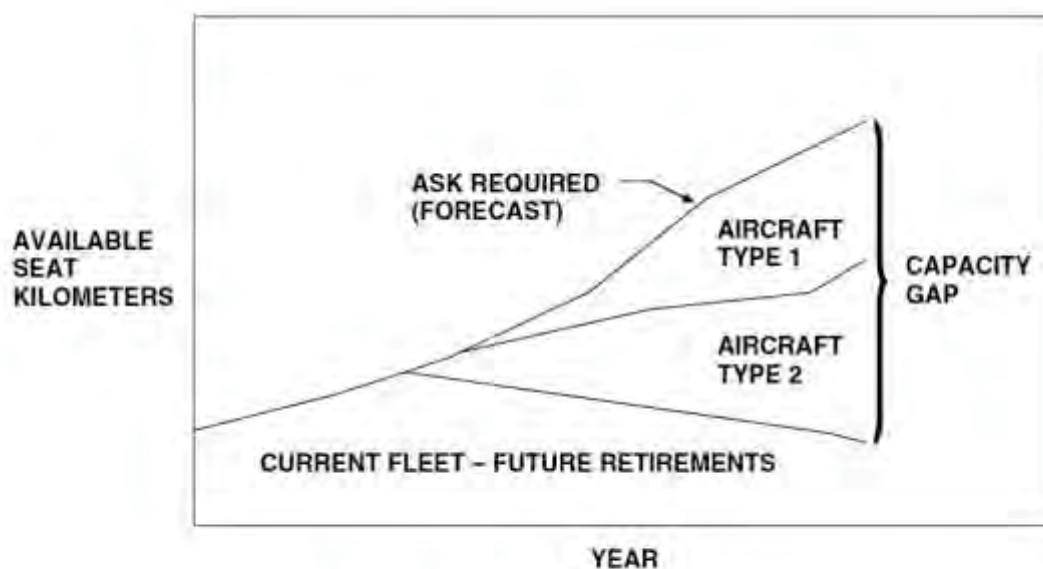 ASK REQUIRED
(FORECAST)
AIRCRAFT
TYPE 1
AVAILABLE
SEAT
KILOMETERS
CAPACITY
GAP
AIRCRAFT
TYPE 2
CURRENT FLEET – FUTURE RETIREMENTS
YEAR